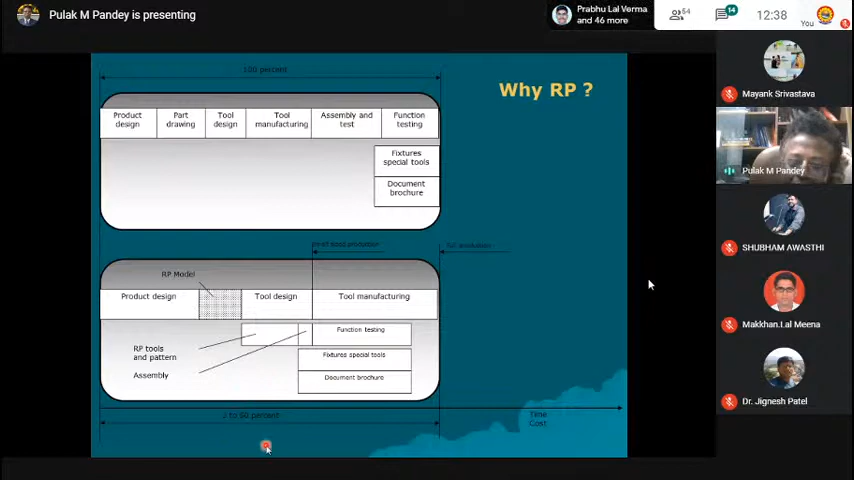 Pulak M Pandey is presenting
Prabhu Lal Verma
and 46 more
54
14
12:38
You
100 percent
Why RP ?
Product design
Part drawing
Tool design
Tool manufacturing
Assembly and test
Function testing
Fixtures special tools
Document brochure
RP Model
Product design
Tool design
Tool manufacturing
Function testing
RP tools
and pattern
Fixtures special tools
Assembly
Document brochure
Time
Cost
Mayank Srivastava
Pulak M Pandey
SHUBHAM AWASTHI
Makkhan.Lal Meena
Dr. Jignesh Patel